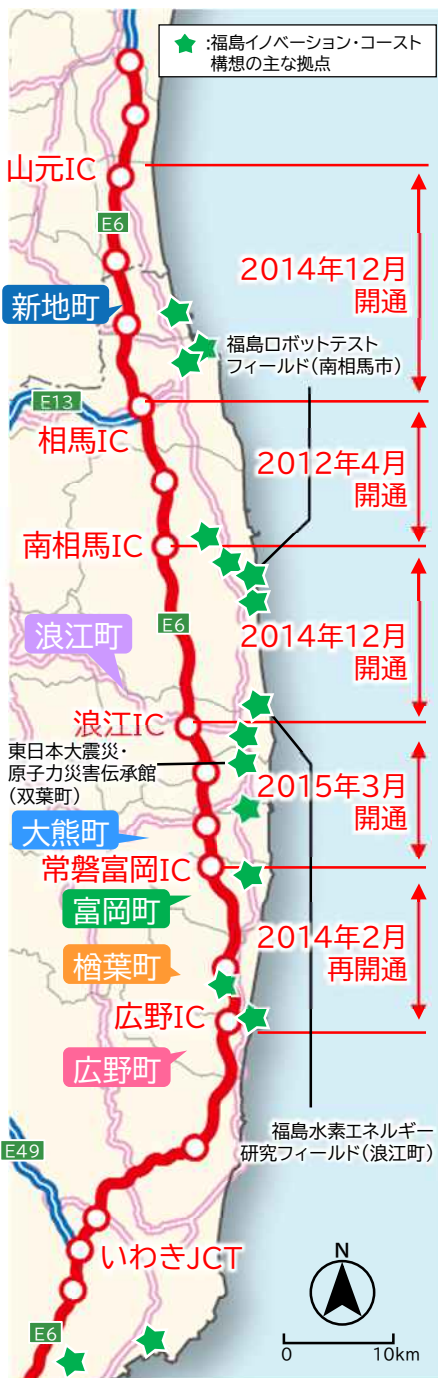 ★:福島イノベーション・コースト
構想の主な拠点
山元IC
E6
2014年12月
開通
新地町
福島ロボットテスト
フィールド(南相馬市)
E13
相馬IC
2012年4月
開通
南相馬IC
E6
2014年12月
開通
浪江町
浪江IC
東日本大震災・
原子力災害伝承館
(双葉町)
2015年3月
開通
大熊町
常磐富岡IC
富岡町
2014年2月
再開通
楢葉町
広野IC
広野町
福島水素エネルギー
研究フィールド(浪江町)
E49
いわきJCT
N
E6
0 10km